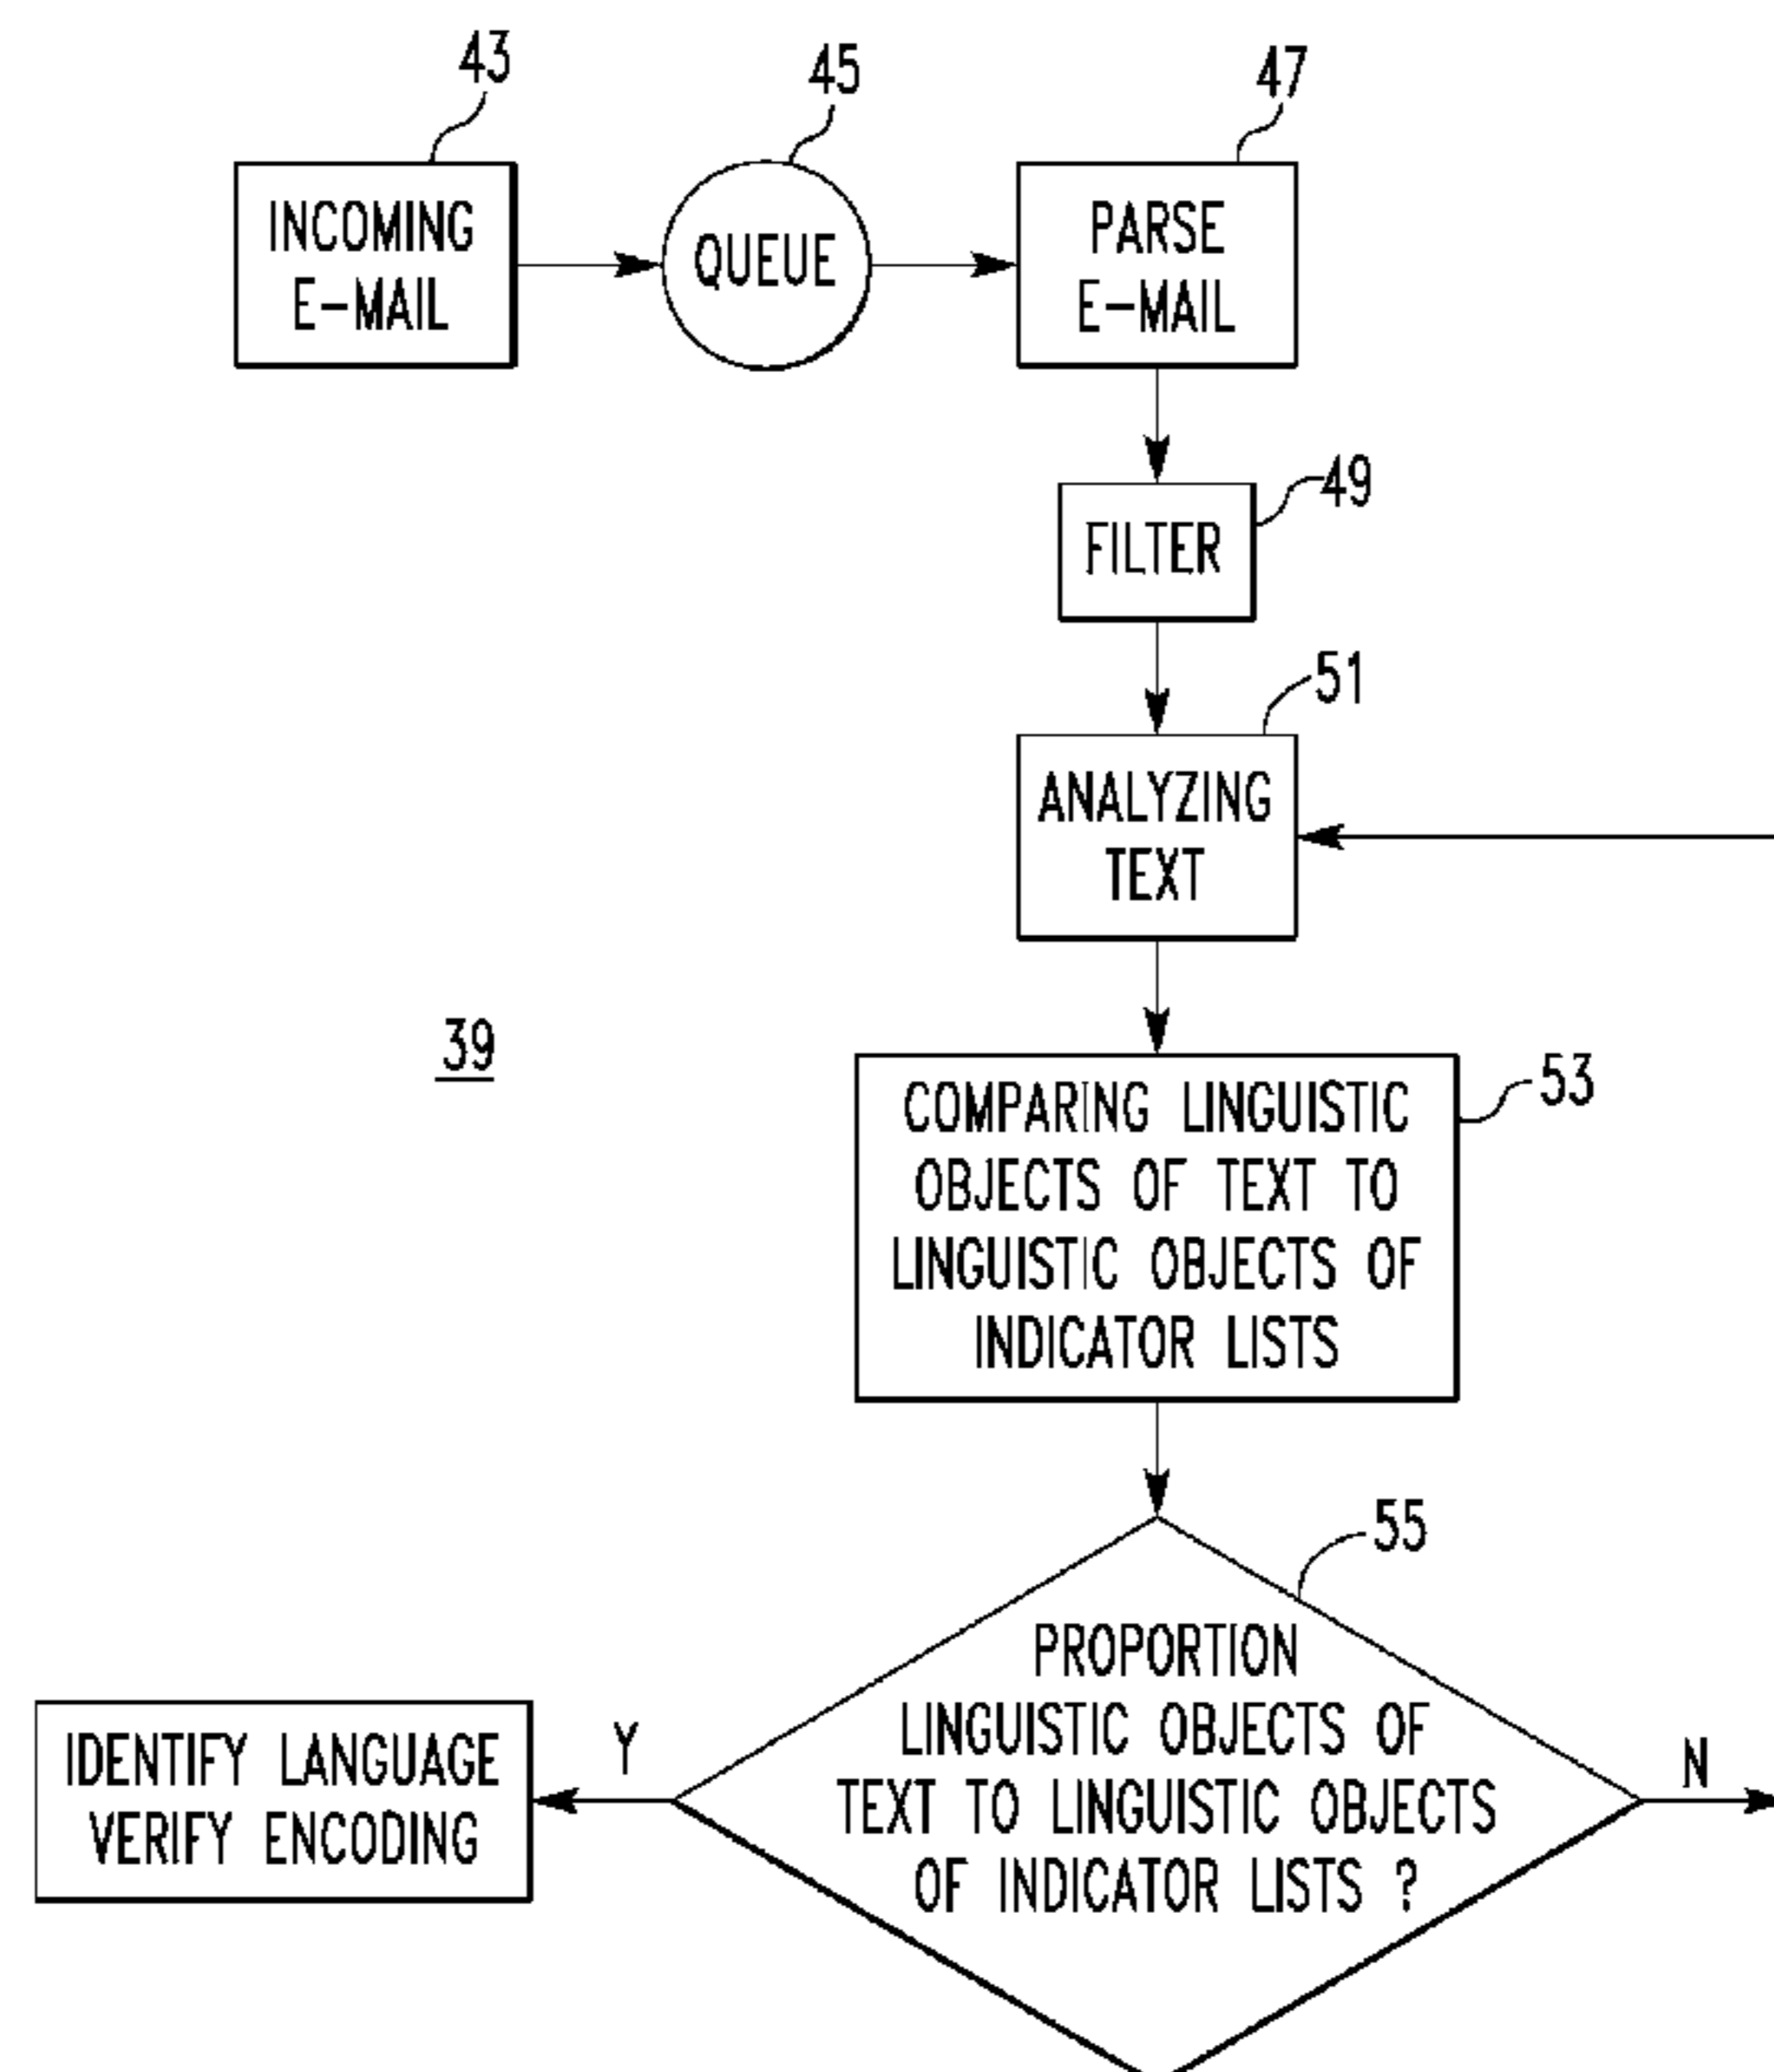 43
45
47
INCOMING
E-MAIL
QUEUE
PARSE
E-MAIL
49
FILTER
51
ANALYZING
TEXT
39
53
COMPARING LINGUISTIC
OBJECTS OF TEXT TO
LINGUISTIC OBJECTS OF
INDICATOR LISTS
55
PROPORTION
LINGUISTIC OBJECTS OF
TEXT TO LINGUISTIC OBJECTS
OF INDICATOR LISTS ?
Y
N
IDENTIFY LANGUAGE
VERIFY ENCODING